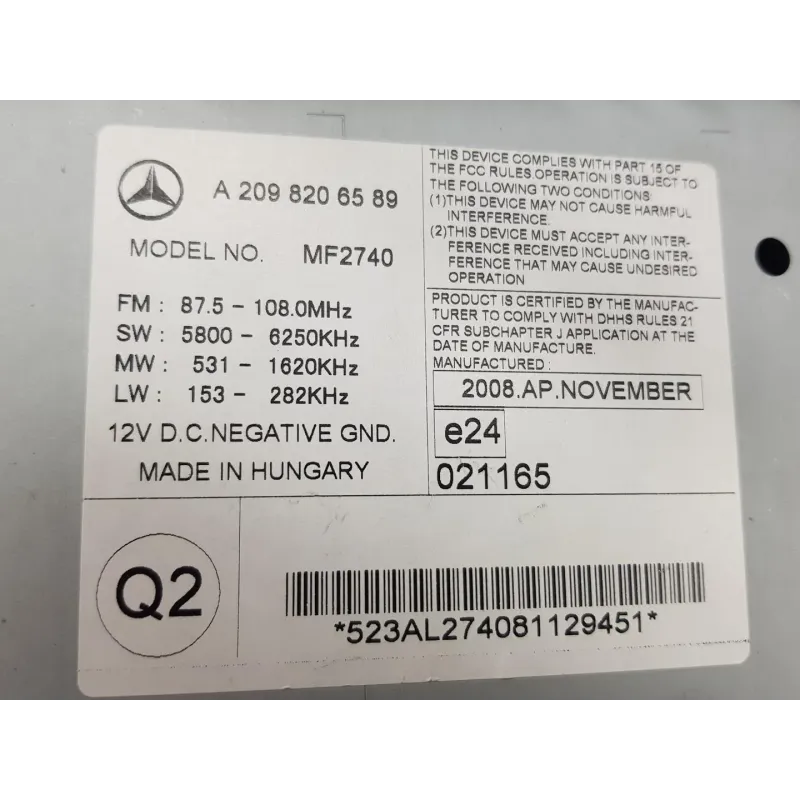 A 209 820 65 89
MODEL NO. MF2740
FM : 87.5 - 108.0MHz
SW : 5800 - 6250KHz
MW : 531 - 1620KHz
LW : 153 - 282KHz
12V D.C.NEGATIVE GND.
MADE IN HUNGARY
THIS DEVICE COMPLIES WITH PART 15 OF
THE FCC RULES.OPERATION IS SUBJECT TO
THE FOLLOWING TWO CONDITIONS:
(1)THIS DEVICE MAY NOT CAUSE HARMFUL
INTERFERENCE.
(2)THIS DEVICE MUST ACCEPT ANY INTER-
FERENCE RECEIVED INCLUDING INTER-
FERENCE THAT MAY CAUSE UNDESIRED
OPERATION
PRODUCT IS CERTIFIED BY THE MANUFAC-
TURER TO COMPLY WITH DHHS RULES 21
CFR SUBCHAPTER J APPLICATION AT THE
DATE OF MANUFACTURE.
MANUFACTURED :
2008.AP.NOVEMBER
e24
021165
Q2
*523AL274081129451*